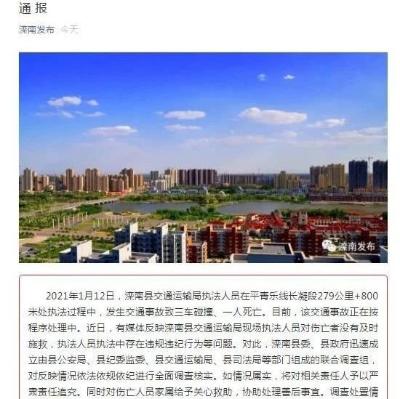 通 报
滦南发布 今天
滦南发布
2021年1月12日，滦南县交通运输局执法人员在平青乐线长凝段279公里+800
米处执法过程中，发生交通事故致三车碰撞、一人死亡。目前，该交通事故正在按
程序处理中。近日，有媒体反映滦南县交通运输局现场执法人员对伤亡者没有及时
施救，执法人员执法中存在违规违纪行为等问题。对此，滦南县委、县政府迅速成
立由县公安局、县纪委监委、县交通运输局、县司法局等部门组成的联合调查组，
对反映情况依法依规依纪进行全面调查核实。如情况属实，将对相关责任人予以严
肃责任追究。同时对伤亡人员家属给予关心救助，协助处理善后事宜。调查处置情